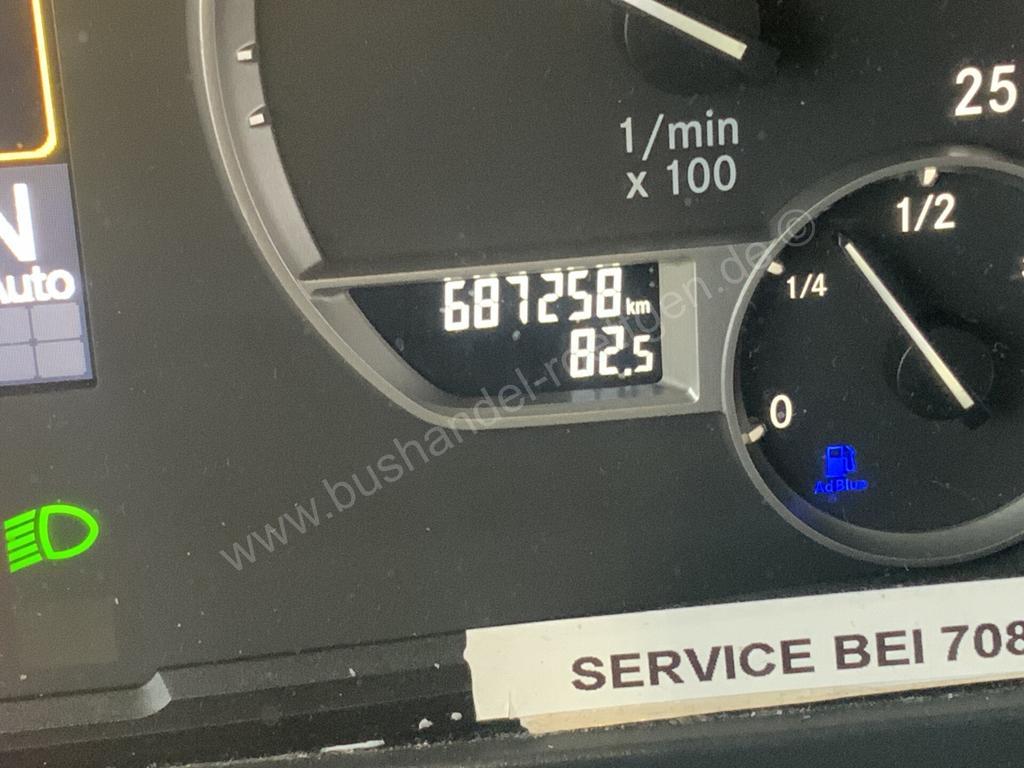 25
1/min
x 100
1/2
1/4
0
N
Auto
687258 km
82.5
AdBlue
www.bushandel-roentgen.de ©
SERVICE BEI 708